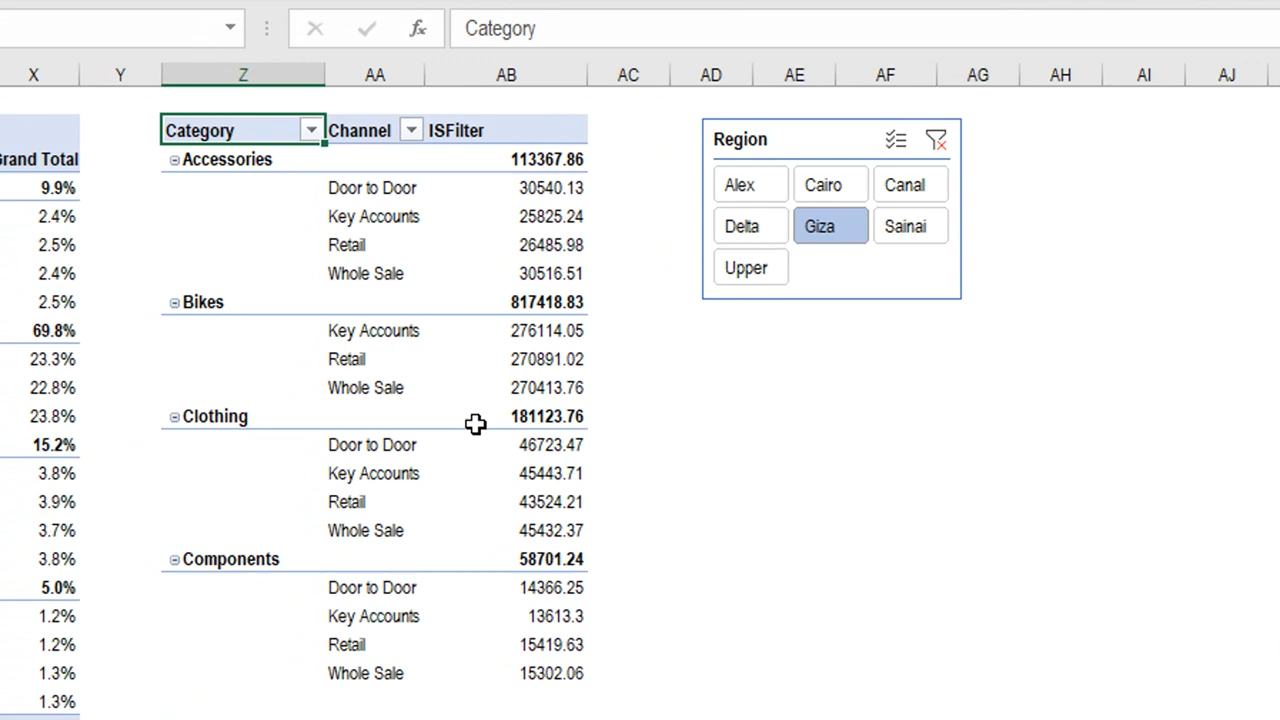 fx Category
X Y Z AA AB AC AD AE AF AG AH AI AJ
Grand Total Category Channel ISFilter
Accessories 113367.86
9.9% Door to Door 30540.13
2.4% Key Accounts 25825.24
2.5% Retail 26485.98
2.4% Whole Sale 30516.51
2.5% Bikes 817418.83
69.8% Key Accounts 276114.05
23.3% Retail 270891.02
22.8% Whole Sale 270413.76
23.8% Clothing 181123.76
15.2% Door to Door 46723.47
3.8% Key Accounts 45443.71
3.9% Retail 43524.21
3.7% Whole Sale 45432.37
3.8% Components 58701.24
5.0% Door to Door 14366.25
1.2% Key Accounts 13613.3
1.2% Retail 15419.63
1.3% Whole Sale 15302.06
1.3%
Region
Alex Cairo Canal
Delta Giza Sainai
Upper